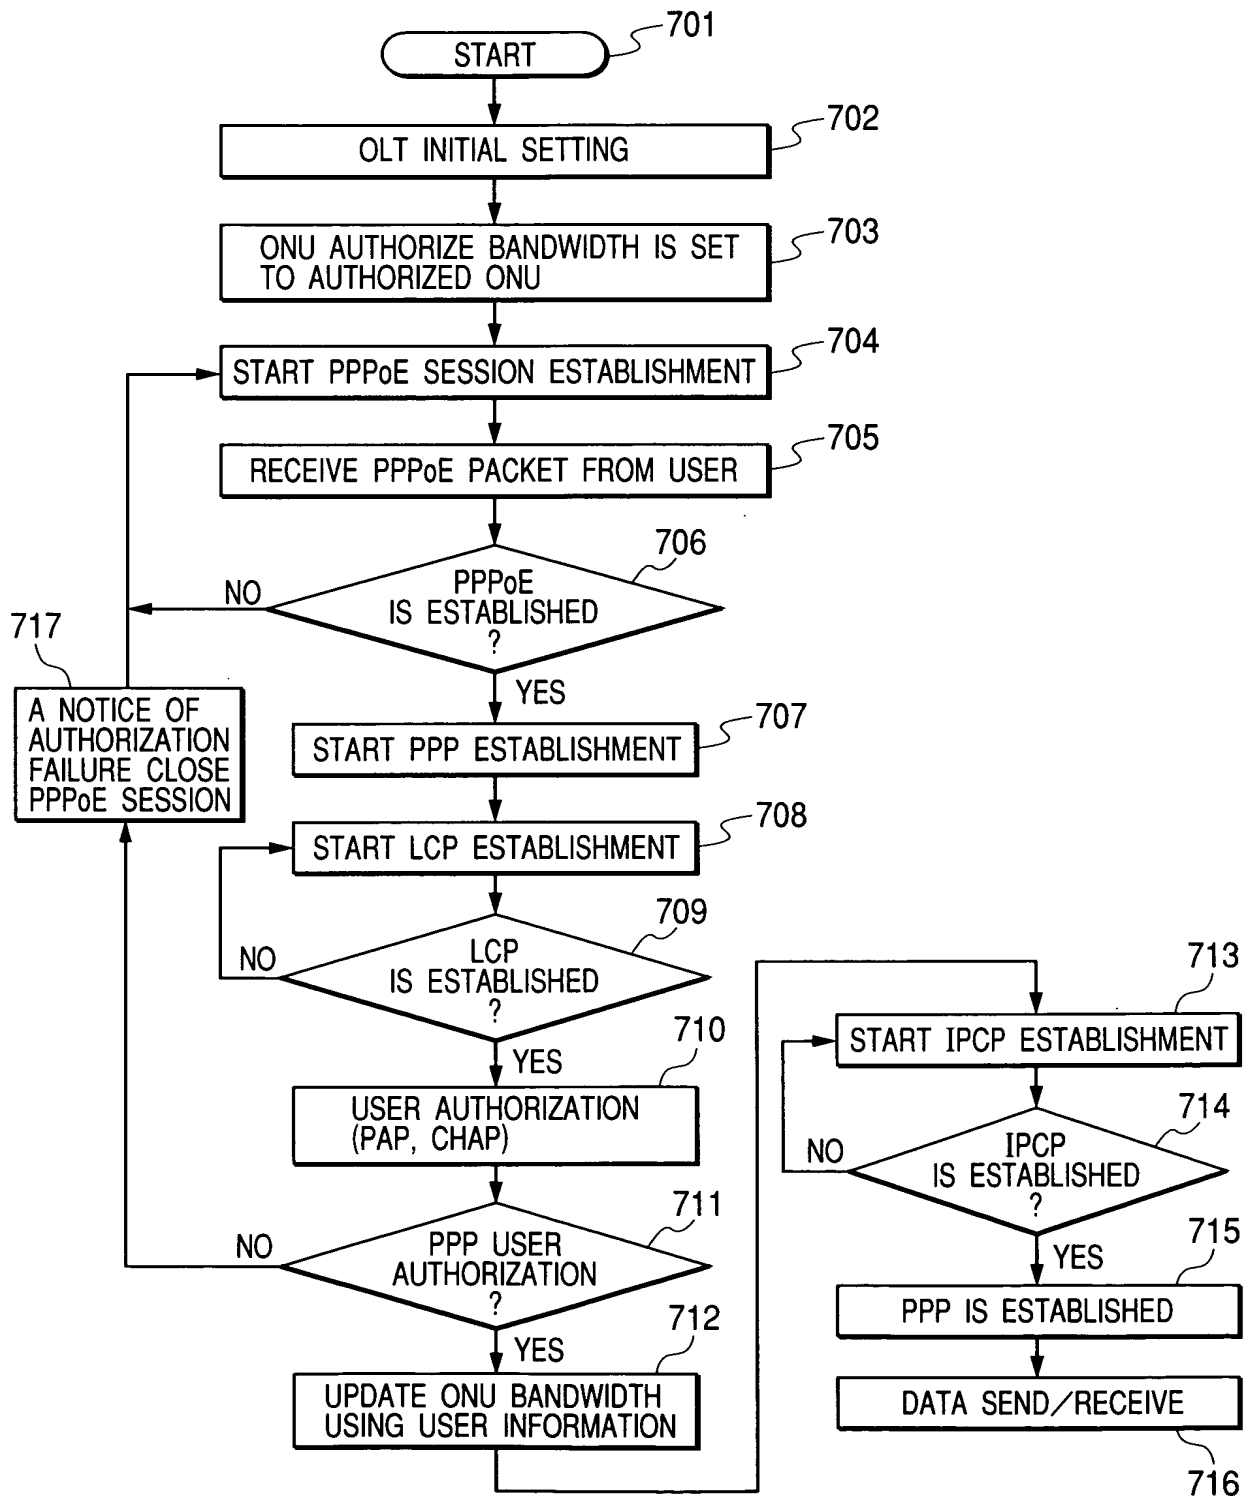 701
START
702
OLT INITIAL SETTING
703
ONU AUTHORIZE BANDWIDTH IS SET
TO AUTHORIZED ONU
704
START PPPoE SESSION ESTABLISHMENT
705
RECEIVE PPPoE PACKET FROM USER
706
PPPoE
IS ESTABLISHED
?
NO
YES
717
A NOTICE OF
AUTHORIZATION
FAILURE CLOSE
PPPoE SESSION
707
START PPP ESTABLISHMENT
708
START LCP ESTABLISHMENT
709
LCP
IS ESTABLISHED
?
NO
YES
710
USER AUTHORIZATION
(PAP, CHAP)
711
PPP USER
AUTHORIZATION
?
NO
YES
712
UPDATE ONU BANDWIDTH
USING USER INFORMATION
713
START IPCP ESTABLISHMENT
714
IPCP
IS ESTABLISHED
?
NO
YES
715
PPP IS ESTABLISHED
DATA SEND/RECEIVE
716